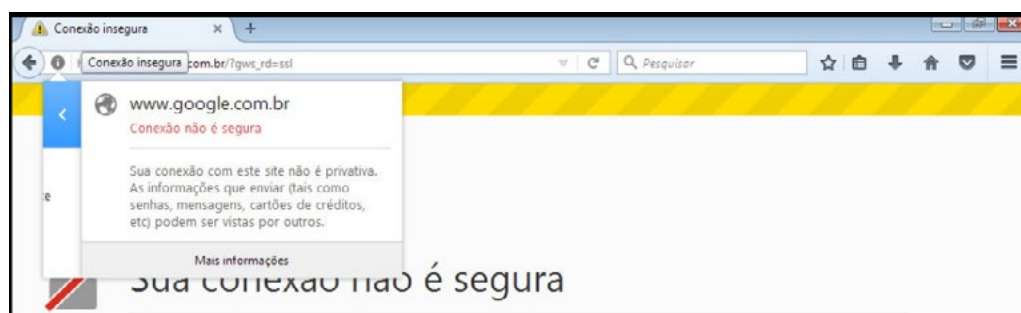 Conexão insegura
Conexão insegura com.br/?gws_rd=ssl
Pesquisar
www.google.com.br
Conexão não é segura
Sua conexão com este site não é privativa.
As informações que enviar (tais como
senhas, mensagens, cartões de créditos,
etc) podem ser vistas por outros.
Mais informações
Sua conexão não é segura